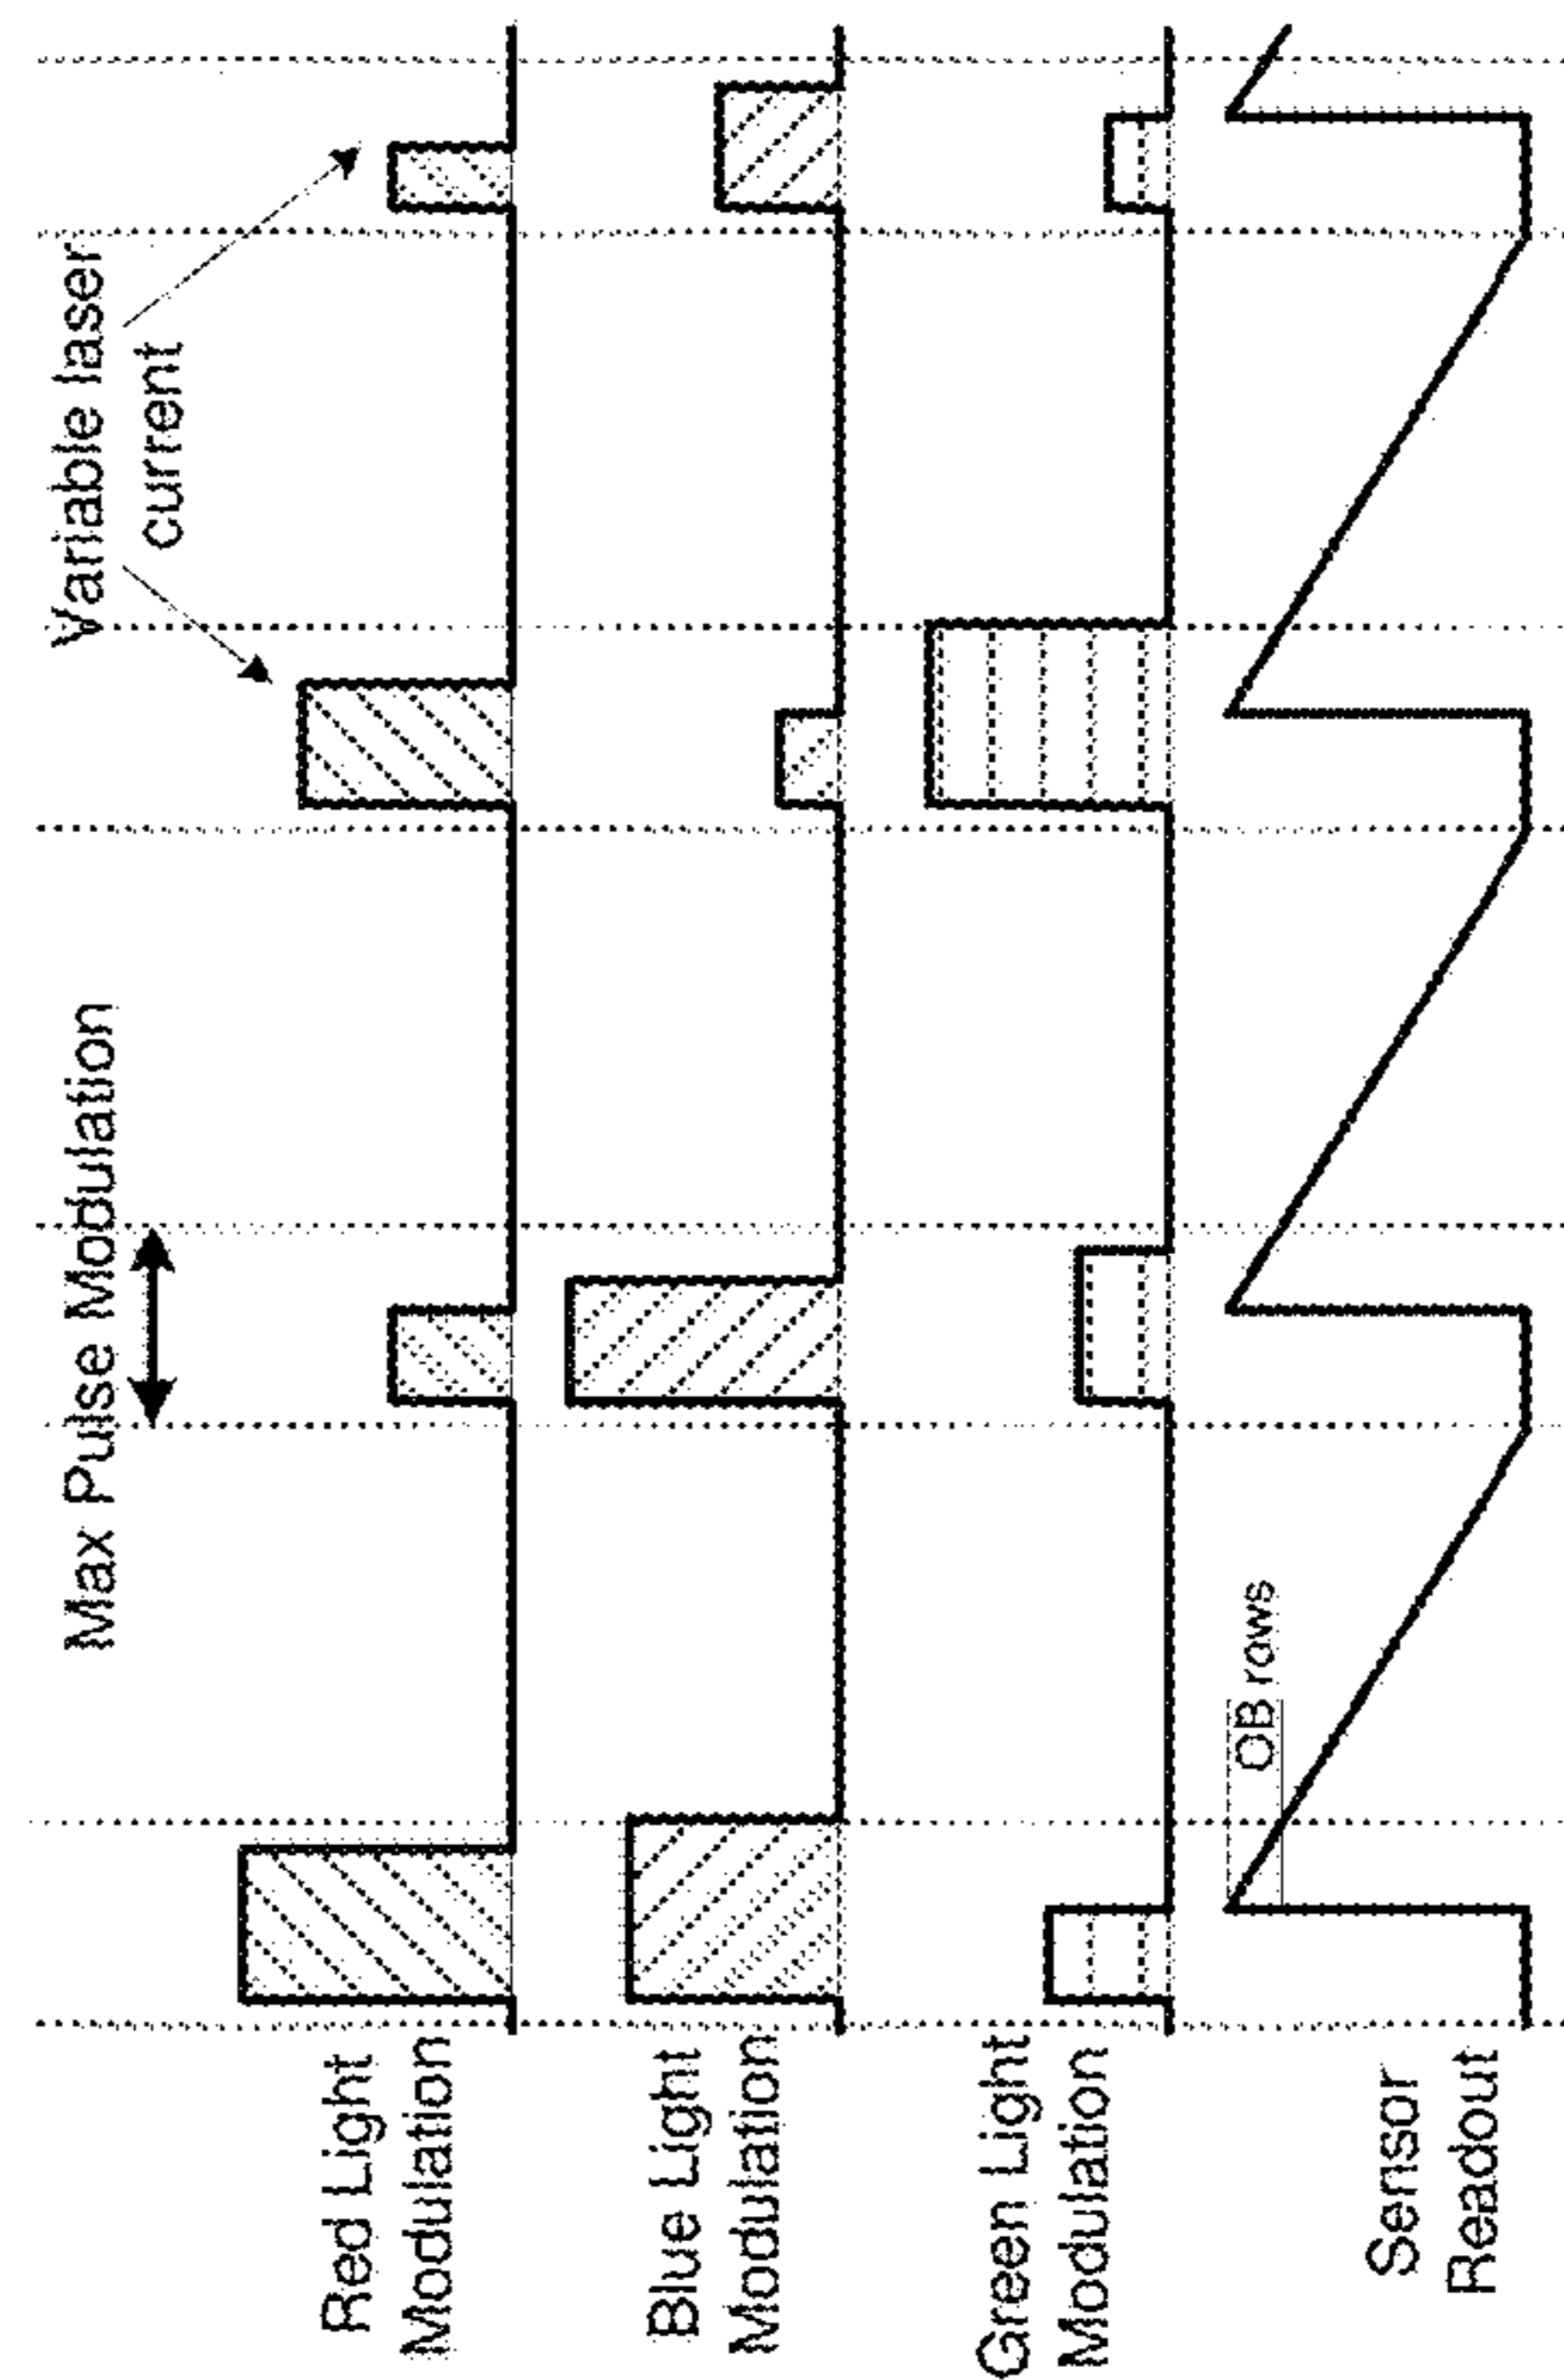 Max Pulse Modulation
Variable laser
current
Red Light
Modulation
Blue Light
Modulation
Green Light
Modulation
OB rows
Sensor
Readout